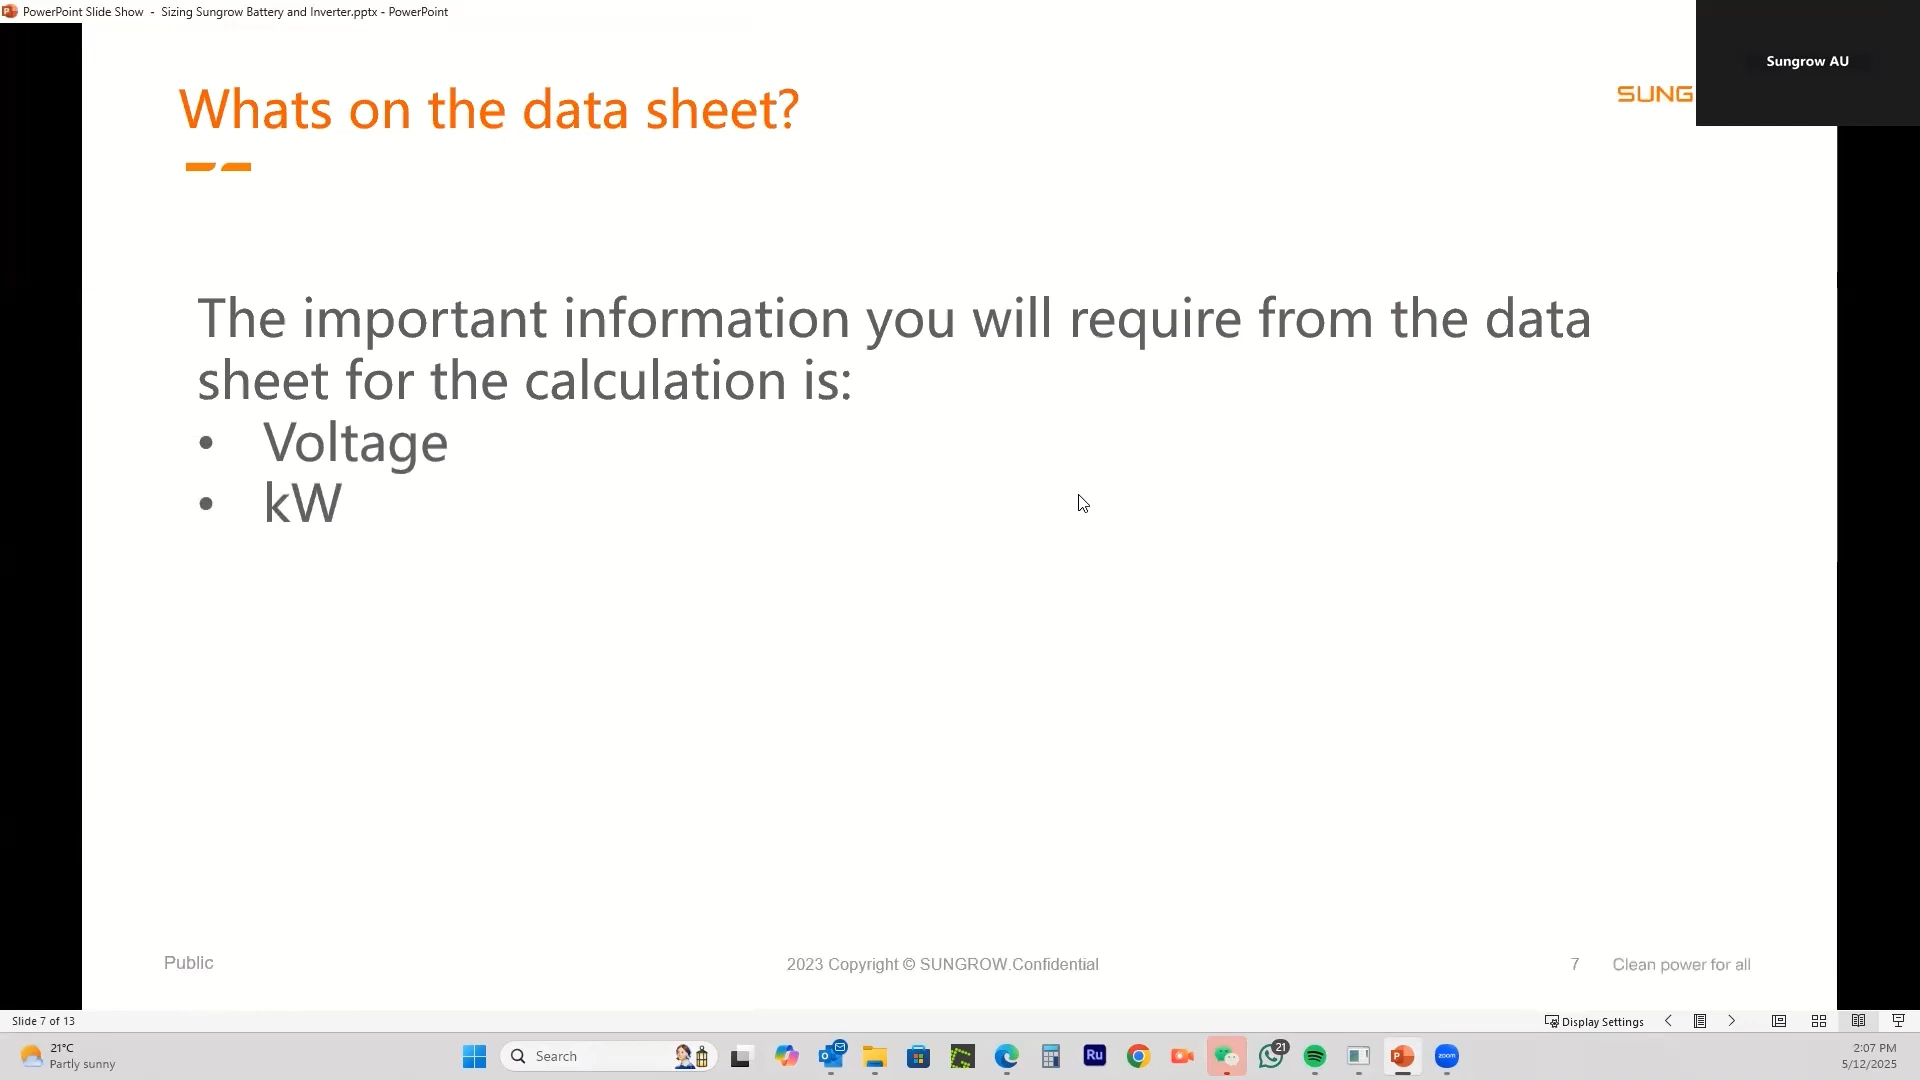 PowerPoint Slide Show - Sizing Sungrow Battery and Inverter.pptx - PowerPoint
Sungrow AU
SUNG
Whats on the data sheet?
The important information you will require from the data
sheet for the calculation is:
• Voltage
• kW
Public
2023 Copyright © SUNGROW.Confidential
7
Clean power for all
Slide 7 of 13
Display Settings
21°C
Partly sunny
Search
Ru
21
zoom
2:07 PM
5/12/2025